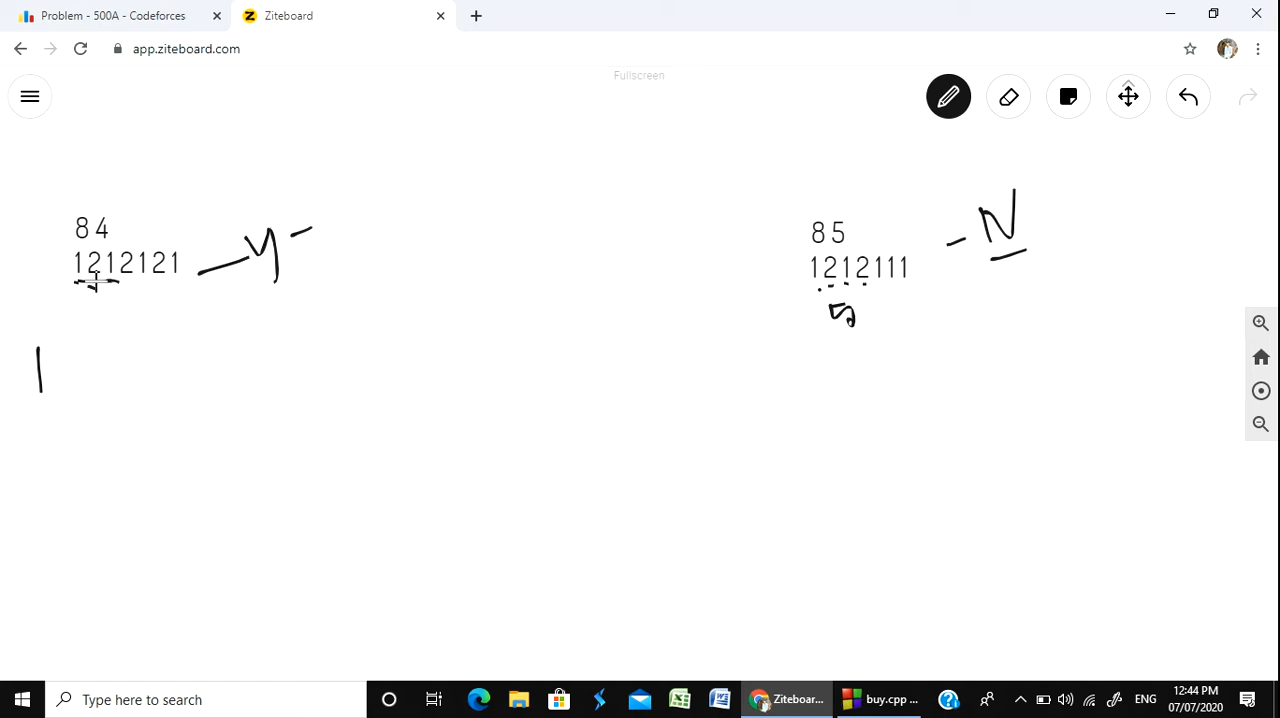 Problem - 500A - Codeforces
Ziteboard
app.ziteboard.com
Fullscreen
8 4
1 2 1 2 1 2 1 - Y -
8 5
1 2 1 2 1 1 1 - N
5
1
Type here to search
Ziteboar...
buy.cpp ...
ENG
12:44 PM
07/07/2020